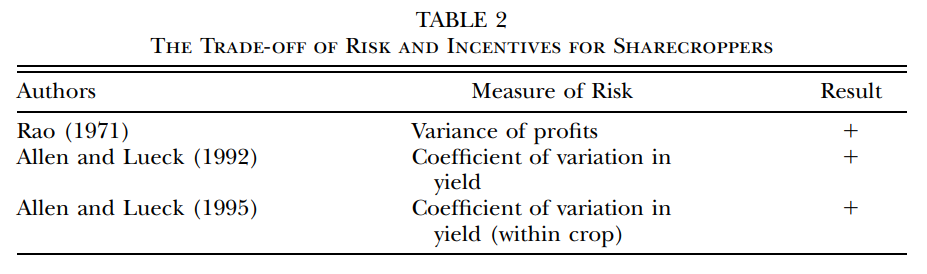 TABLE 2
THE TRADE-OFF OF RISK AND INCENTIVES FOR SHARECROPPERS
Authors Measure of Risk Result
Rao (1971) Variance of profits +
Allen and Lueck (1992) Coefficient of variation in +
yield
Allen and Lueck (1995) Coefficient of variation in +
yield (within crop)